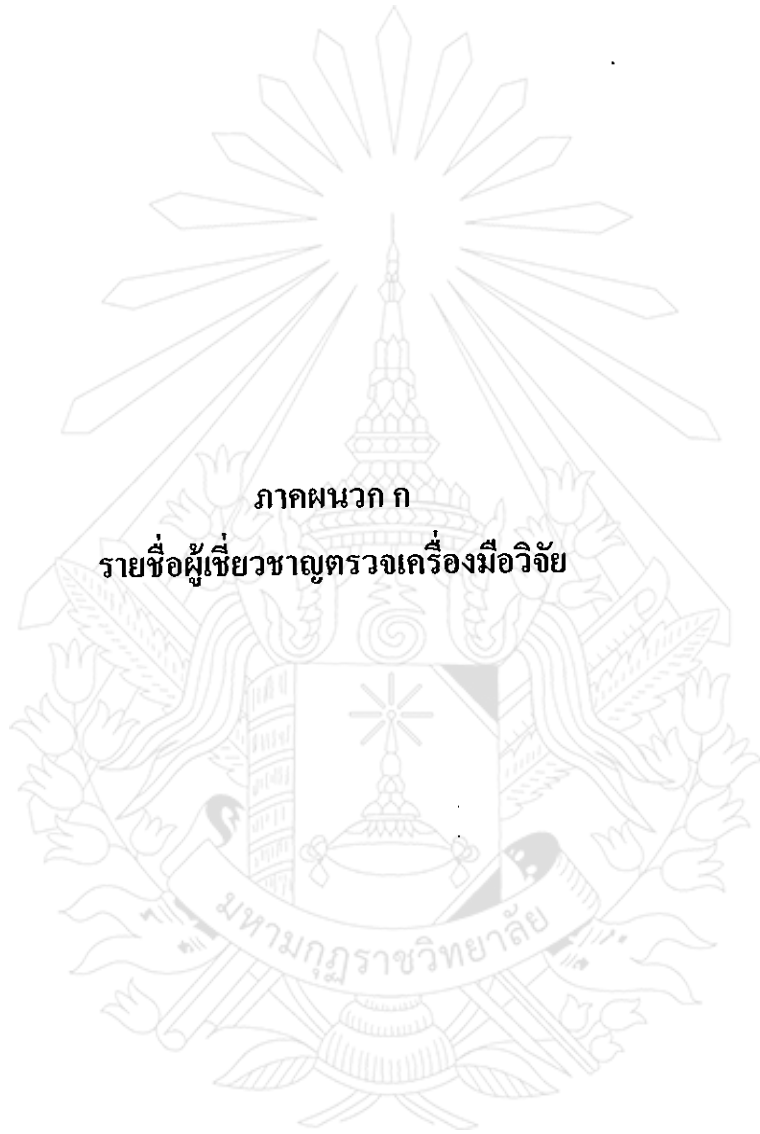 ภาคผนวก ก
รายชื่อผู้เชี่ยวชาญตรวจเครื่องมือวิจัย
มหามกุฏราชวิทยาลัย